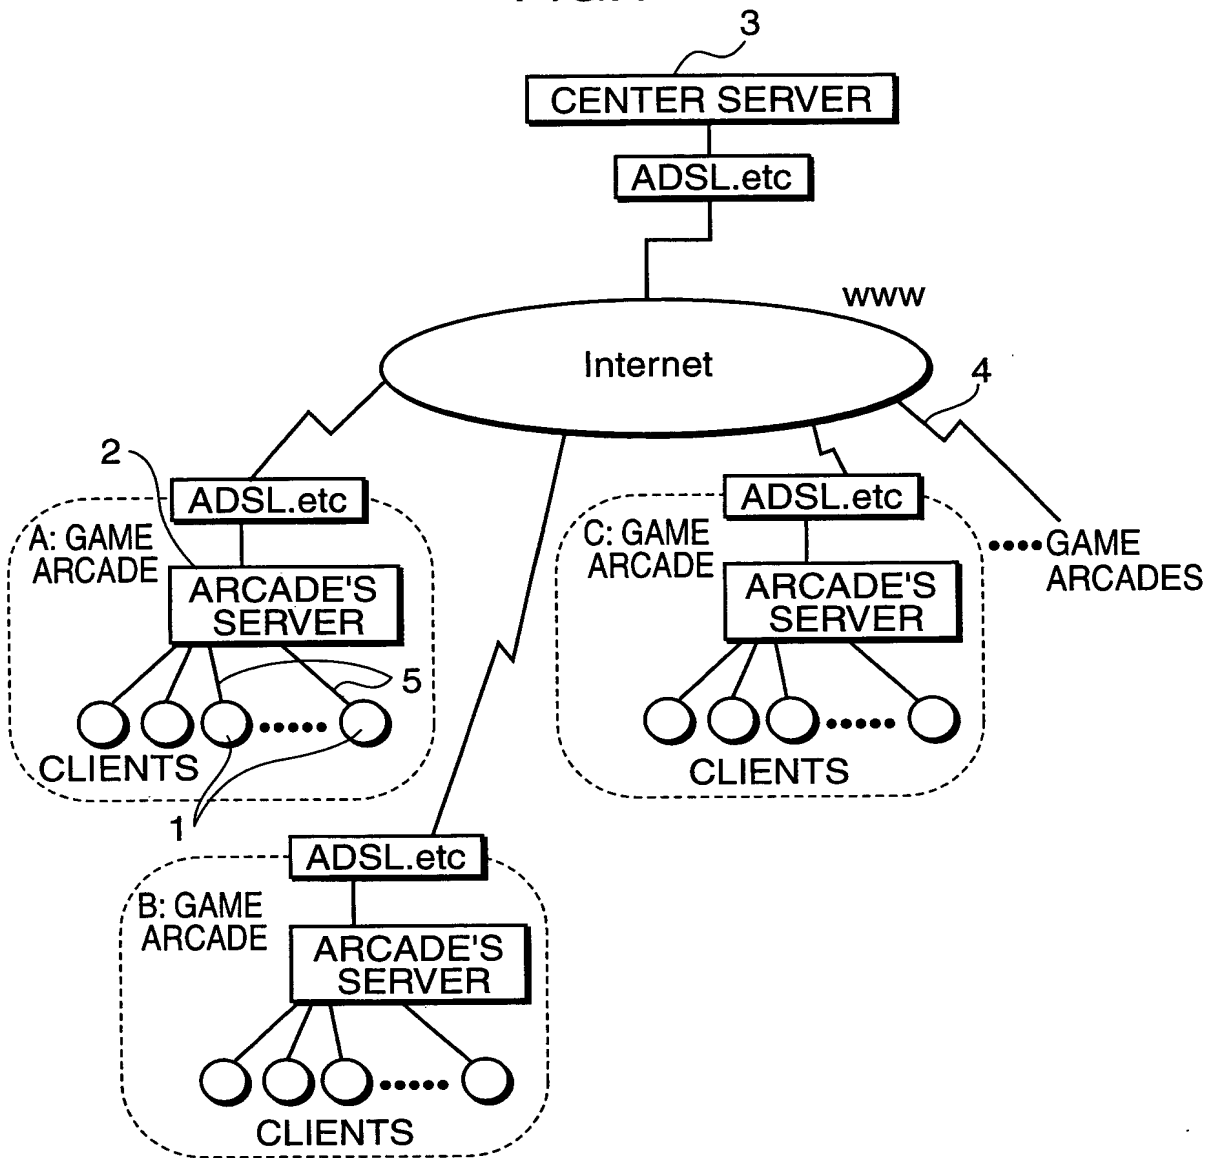 3
CENTER SERVER
ADSL.etc
www
Internet
4
2
ADSL.etc
A: GAME
ARCADE
ARCADE'S
SERVER
5
CLIENTS
1
ADSL.etc
C: GAME
ARCADE
ARCADE'S
SERVER
CLIENTS
GAME
ARCADES
ADSL.etc
B: GAME
ARCADE
ARCADE'S
SERVER
CLIENTS